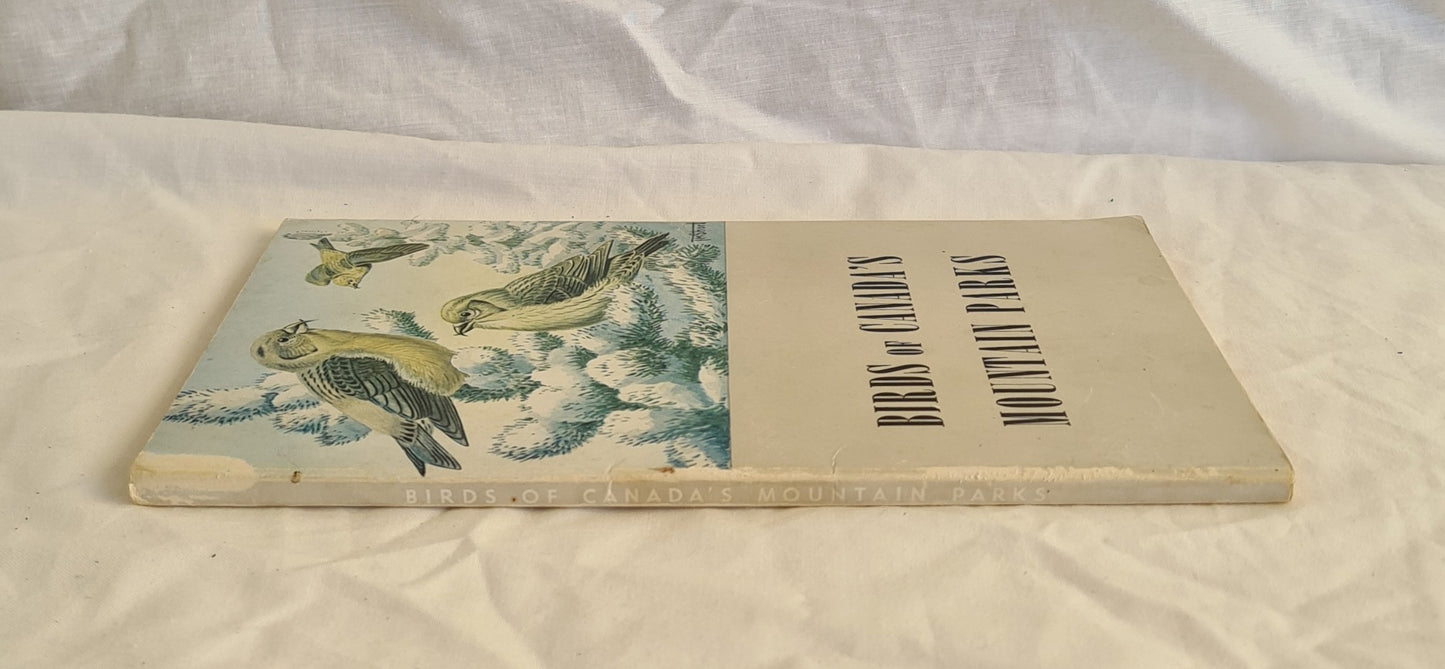 BIRDS OF CANADA'S
MOUNTAIN PARKS
BIRDS OF CANADA'S MOUNTAIN PARKS